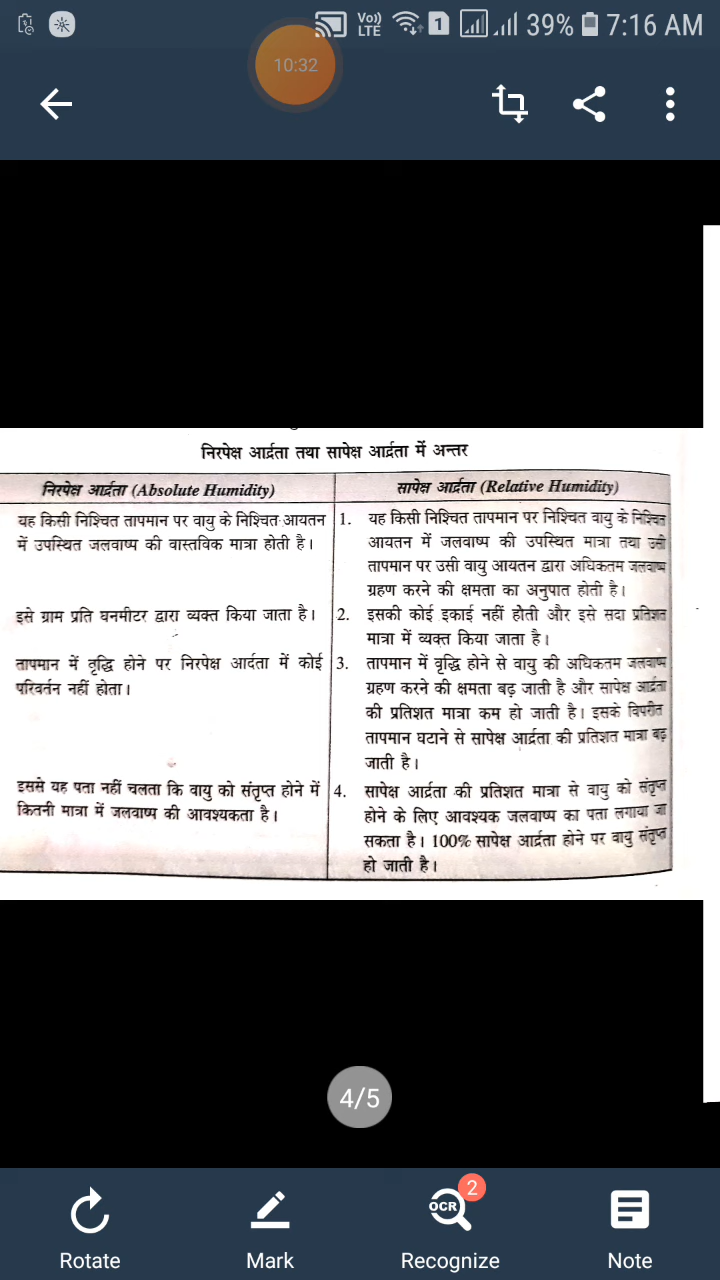 Vo))
LTE
1
39%
7:16 AM
10:32
निरपेक्ष आर्द्रता तथा सापेक्ष आर्द्रता में अन्तर
निरपेक्ष आर्द्रता (Absolute Humidity)
यह किसी निश्चित तापमान पर वायु के निश्चित आयतन
में उपस्थित जलवाष्प की वास्तविक मात्रा होती है।
इसे ग्राम प्रति घनमीटर द्वारा व्यक्त किया जाता है।
तापमान में वृद्धि होने पर निरपेक्ष आर्दता में कोई
परिवर्तन नहीं होता।
इससे यह पता नहीं चलता कि वायु को संतृप्त होने में
कितनी मात्रा में जलवाष्प की आवश्यकता है।
सापेक्ष आर्द्रता (Relative Humidity)
1. यह किसी निश्चित तापमान पर निश्चित वायु के निश्चित
आयतन में जलवाष्प की उपस्थित मात्रा तथा उसी
तापमान पर उसी वायु आयतन द्वारा अधिकतम जलवाष्प
ग्रहण करने की क्षमता का अनुपात होती है।
2. इसकी कोई इकाई नहीं होती और इसे सदा प्रतिशत
मात्रा में व्यक्त किया जाता है।
3. तापमान में वृद्धि होने से वायु की अधिकतम जलवाष्प
ग्रहण करने की क्षमता बढ़ जाती है और सापेक्ष आर्द्रता
की प्रतिशत मात्रा कम हो जाती है। इसके विपरीत
तापमान घटाने से सापेक्ष आर्द्रता की प्रतिशत मात्रा बढ़
जाती है।
4. सापेक्ष आर्द्रता की प्रतिशत मात्रा से वायु को संतृप्त
होने के लिए आवश्यक जलवाष्प का पता लगाया जा
सकता है। 100% सापेक्ष आर्द्रता होने पर वायु संतृप्त
हो जाती है।
4/5
OCR
2
Rotate
Mark
Recognize
Note